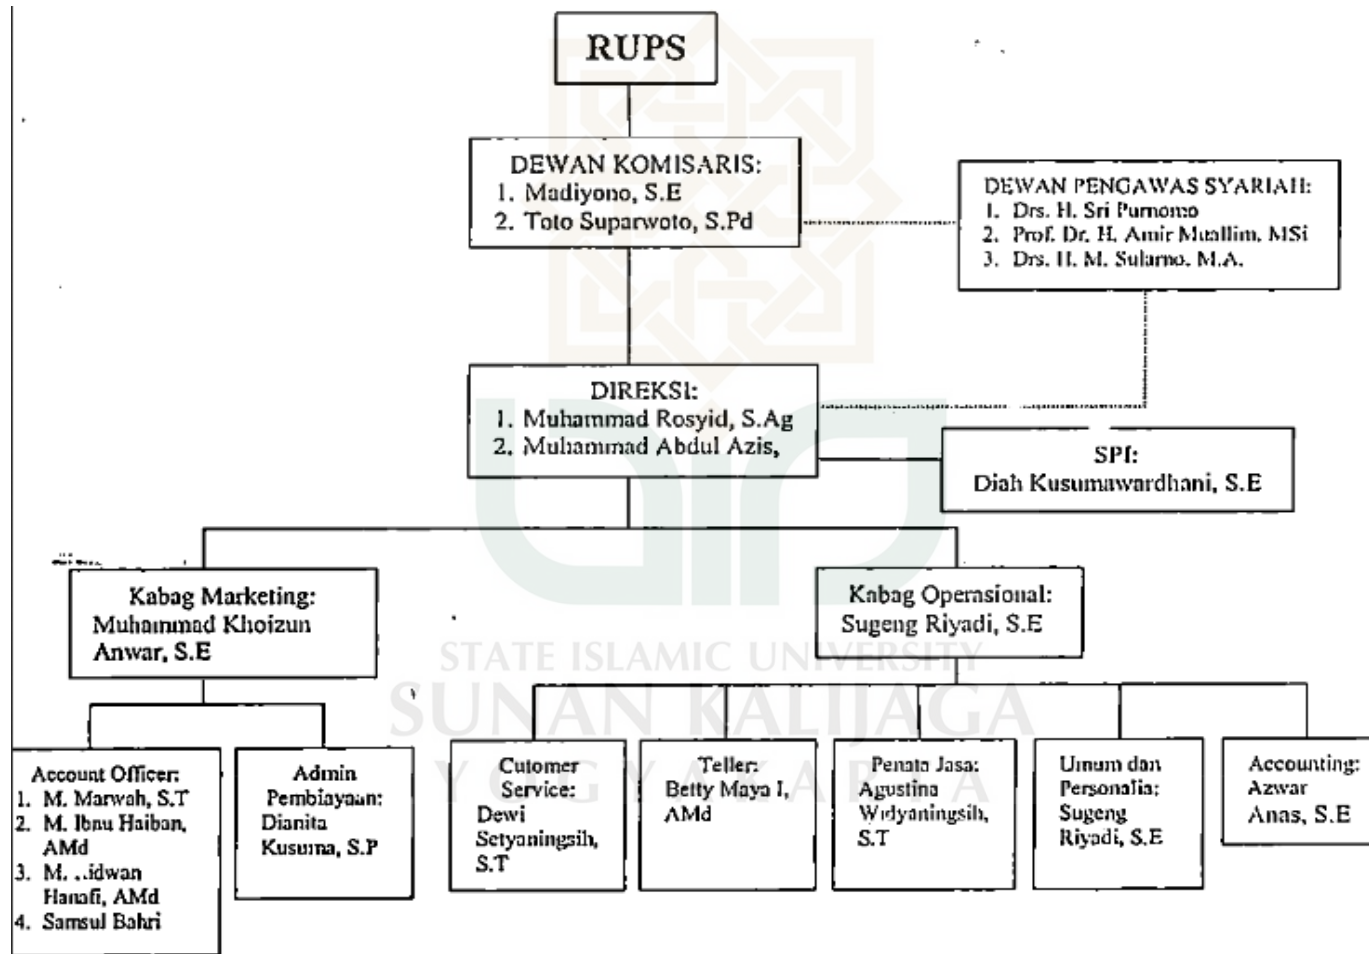 RUPS
DEWAN KOMISARIS:
1. Madiyono, S.E
2. Toto Suparwoto, S.Pd
DEWAN PENGAWAS SYARIAH:
1. Drs. H. Sri Purnomo
2. Prof. Dr. H. Amir Muallim, MSi
3. Drs. H. M. Sularno, M.A.
DIREKSI:
1. Muhammad Rosyid, S.Ag
2. Muhammad Abdul Azis,
SPI:
Diah Kusumawardhani, S.E
Kabag Marketing:
Muhammad Khoizun
Anwar, S.E
Kabag Operasional:
Sugeng Riyadi, S.E
STATE ISLAMIC UNIVERSITY
SUNAN KALIJAGA
YOGYAKARTA
Account Officer:
1. M. Marwah, S.T
2. M. Ibnu Haiban,
AMd
3. M.
Hanafi, AMd
4. Samsul Bahri
Admin
Pembiayaan:
Dianita
Kusuma, S.P
Cutomer
Service:
Dewi
Setyaningsih,
S.T
Teller:
Betty Maya I,
AMd
Penata Jasa:
Agustina
Widyaningsih,
S.T
Umum dan
Personalia:
Sugeng
Riyadi, S.E
Accounting:
Azwar
Anas, S.E